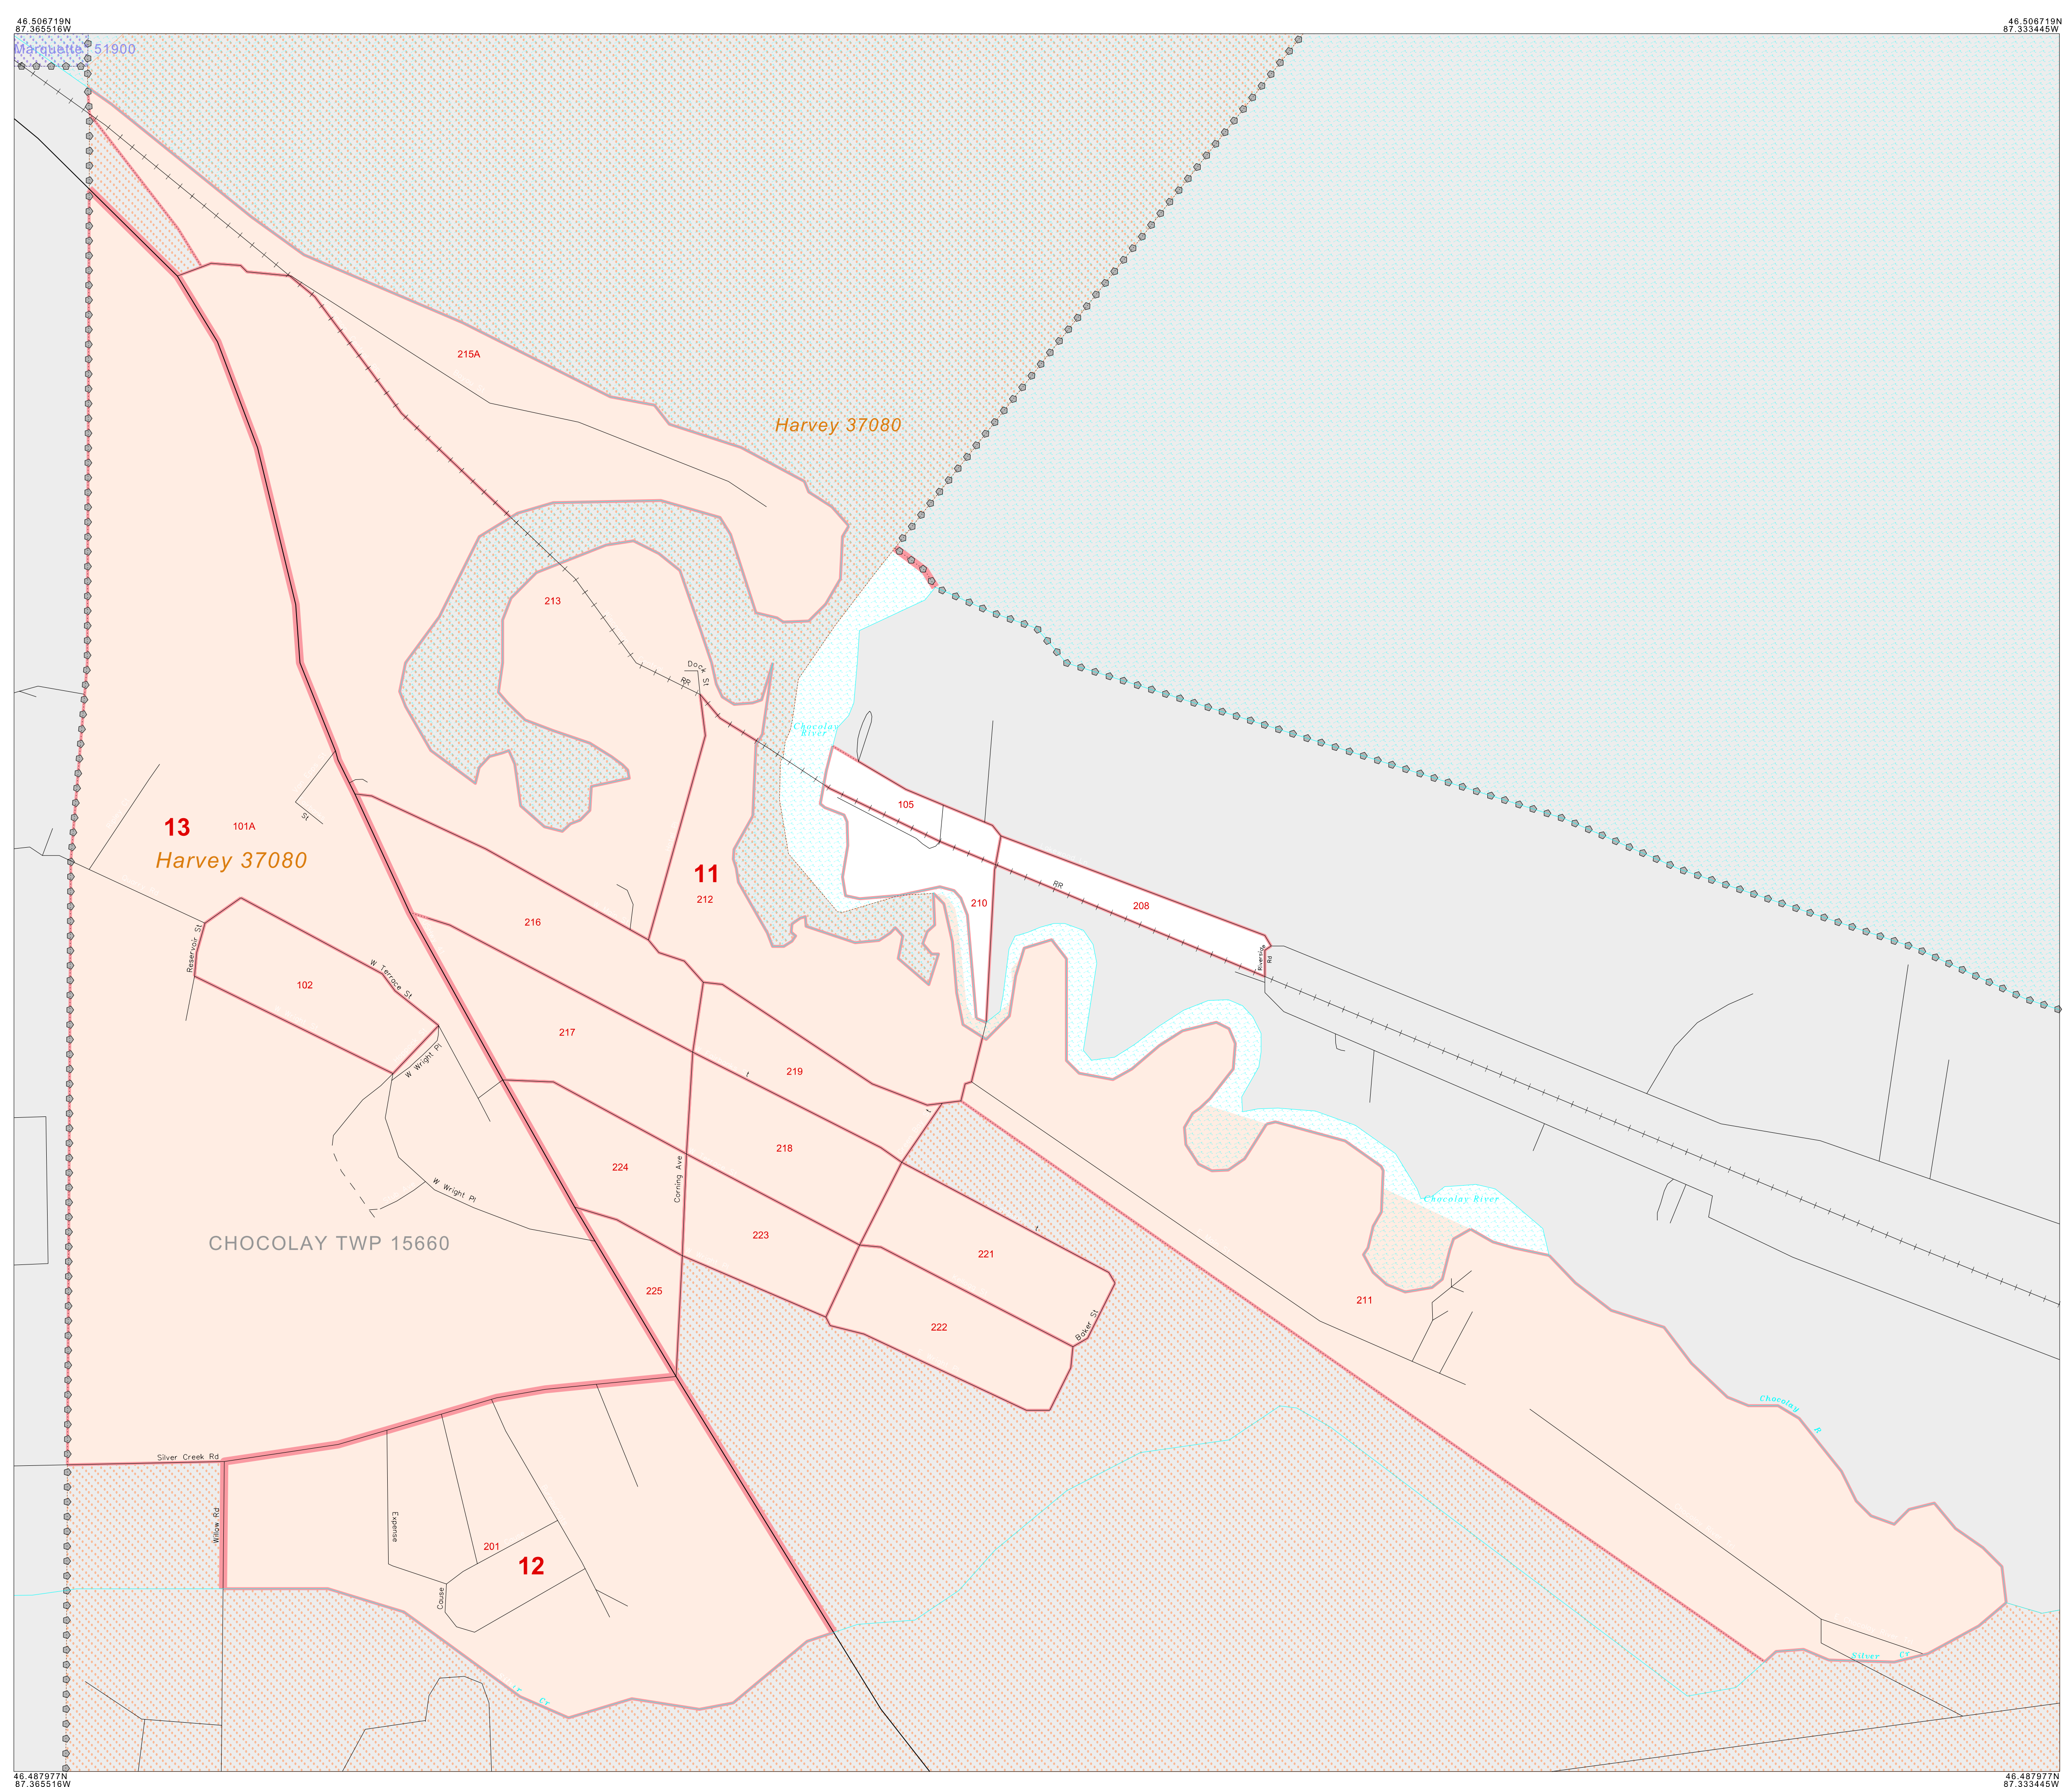 46.506719N
87.365516W
46.506719N
87.333445W
Marquette 51900
215A
Harvey 37080
213
Dock St
RR
Chocolay
River
105
13
101A
Harvey 37080
St
11
212
216
210
RR
208
Riverside
Rd
Reservoir St
W Terrace St
102
217
W Wright Pl
219
218
224
Corning Ave
W Wright Pl
Chocolay River
CHOCOLAY TWP 15660
223
221
225
211
222
Baker St
Chocolay R
Silver Creek Rd
Willow Rd
Expense
201
12
Couse
Silver Cr
r Cr
46.487977N
87.365516W
46.487977N
87.333445W